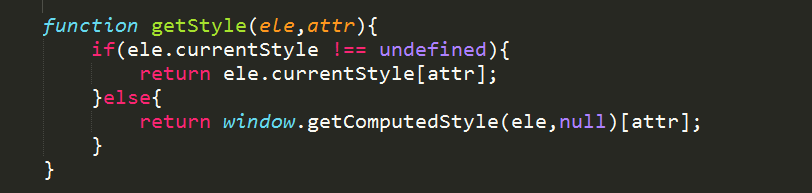 function getStyle(ele,attr){
    if(ele.currentStyle !== undefined){
        return ele.currentStyle[attr];
    }else{
        return window.getComputedStyle(ele,null)[attr];
    }
}